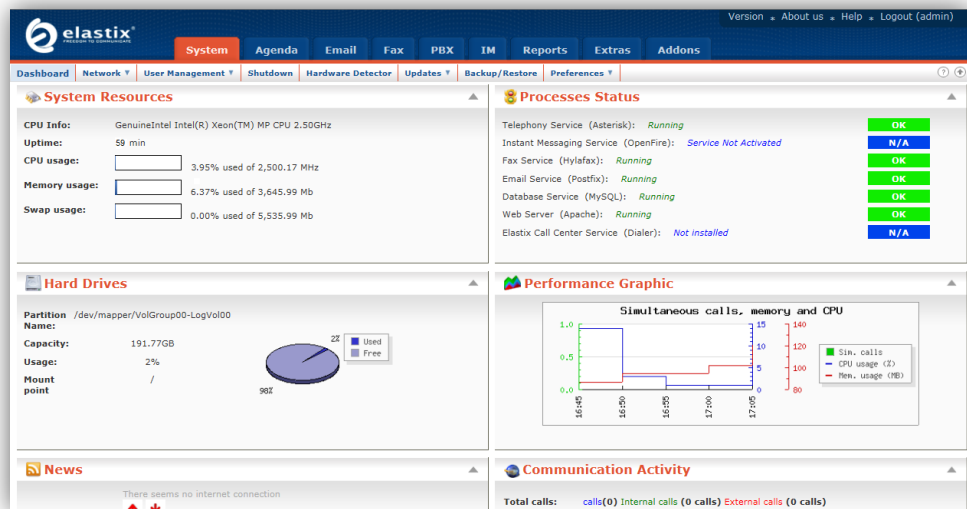 Version About us Help Logout (admin)
elastix
FREEDOM TO COMMUNICATE
System Agenda Email Fax PBX IM Reports Extras Addons
Dashboard Network User Management Shutdown Hardware Detector Updates Backup/Restore Preferences
System Resources
CPU Info: GenuineIntel Intel(R) Xeon(TM) MP CPU 2.50GHz
Uptime: 59 min
CPU usage: 3.95% used of 2,500.17 MHz
Memory usage: 6.37% used of 3,645.99 Mb
Swap usage: 0.00% used of 5,535.99 Mb
Processes Status
Telephony Service (Asterisk): Running OK
Instant Messaging Service (OpenFire): Service Not Activated N/A
Fax Service (Hylafax): Running OK
Email Service (Postfix): Running OK
Database Service (MySQL): Running OK
Web Server (Apache): Running OK
Elastix Call Center Service (Dialer): Not installed N/A
Hard Drives
Partition /dev/mapper/VolGroup00-LogVol00
Name:
Capacity: 191.77GB
Usage: 2%
Mount /
point
2%
98%
Used
Free
Performance Graphic
Simultaneous calls, memory and CPU
1.0 15 140
10 120
0.5
5 100
0.0 0 80
16:45 16:50 16:55 17:00 17:05
Sim. calls
CPU usage (%)
Mem. usage (MB)
News
There seems no internet connection
Communication Activity
Total calls: calls(0) Internal calls (0 calls) External calls (0 calls)